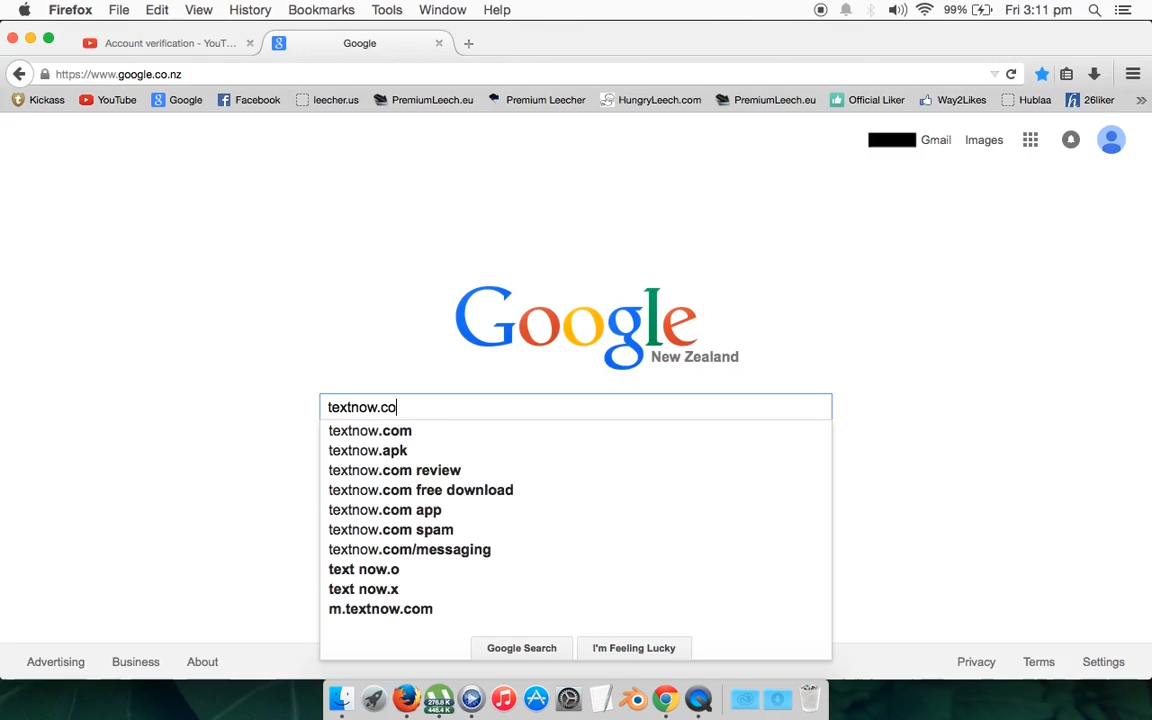 Firefox File Edit View History Bookmarks Tools Window Help 99% Fri 3:11 pm
Account verification - YouT... Google
https://www.google.co.nz
Kickass YouTube Google Facebook leecher.us PremiumLeech.eu Premium Leecher HungryLeech.com PremiumLeech.eu Official Liker Way2Likes Hublaa 26liker
Gmail Images
Google
New Zealand
textnow.co
textnow.com
textnow.apk
textnow.com review
textnow.com free download
textnow.com app
textnow.com spam
textnow.com/messaging
text now.o
text now.x
m.textnow.com
Google Search I'm Feeling Lucky
Advertising Business About Privacy Terms Settings
276.8 K
448.4 K